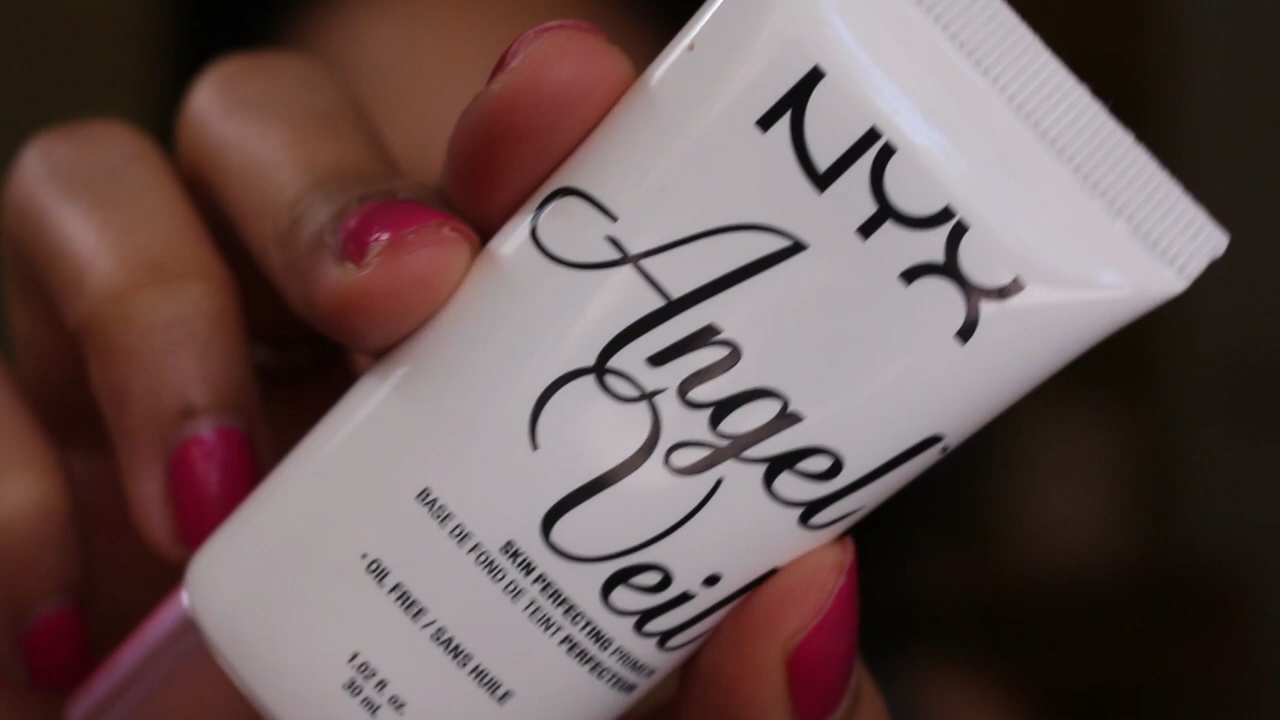 NYX
Angel
Veil
SKIN PERFECTING PRIMER
BASE DE FOND DE TEINT PERFECTEUR
• OIL FREE / SANS HUILE
1.02 fl. oz.
30 mL